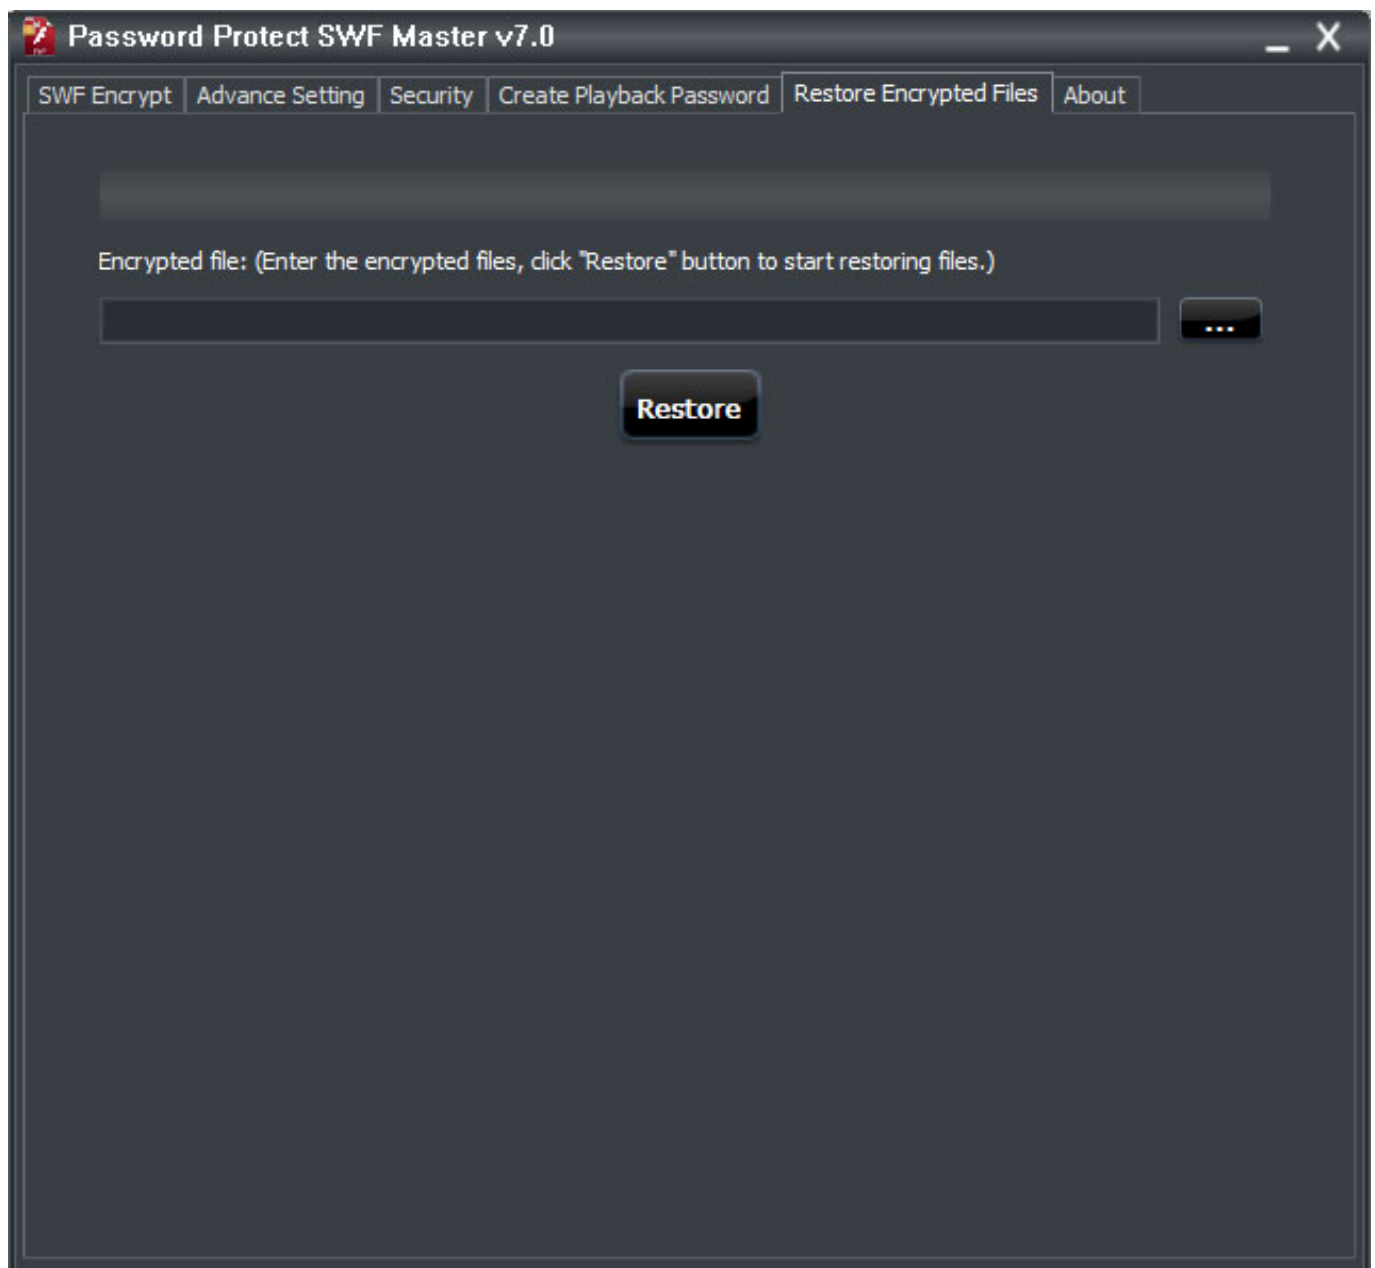 Password Protect SWF Master v7.0
SWF Encrypt Advance Setting Security Create Playback Password Restore Encrypted Files About
Encrypted file: (Enter the encrypted files, click "Restore" button to start restoring files.)
...
Restore